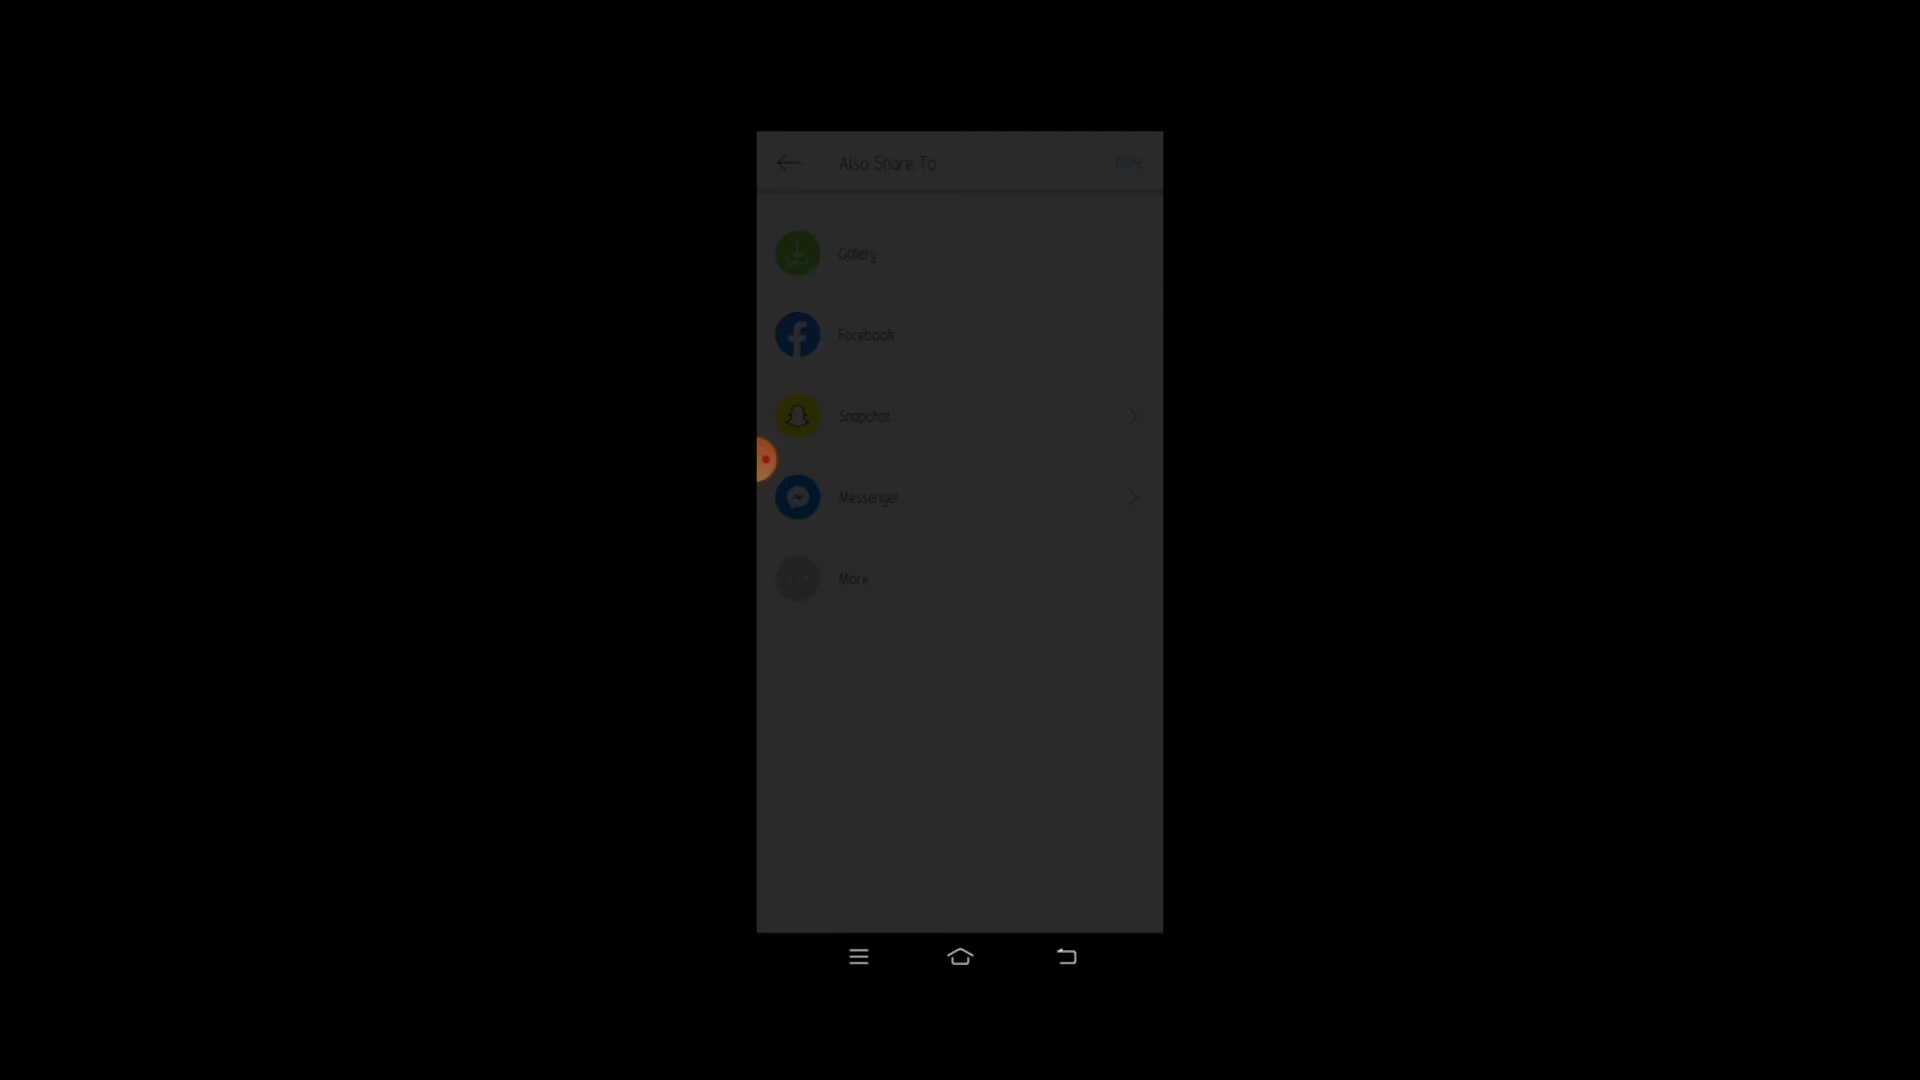 Also Share To
Gallery
Facebook
Snapchat
Messenger
More